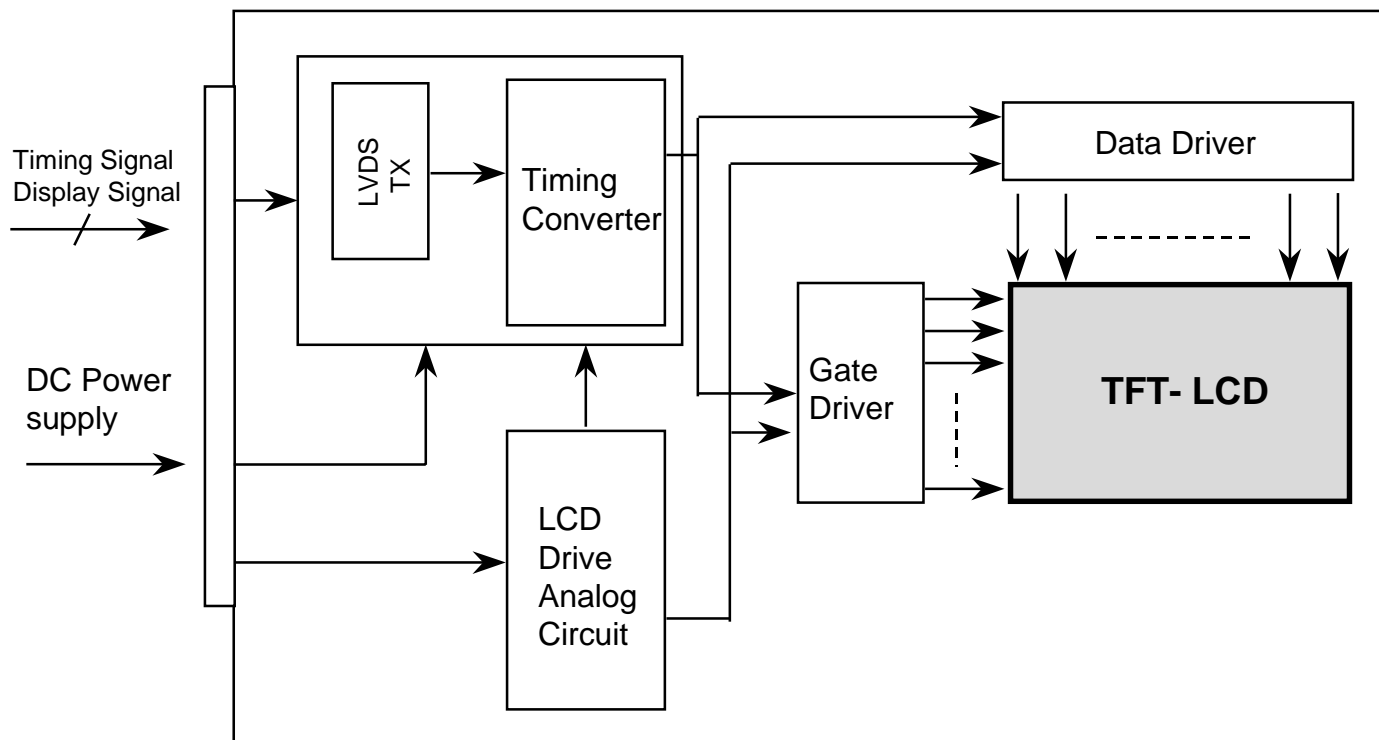 Timing Signal
Display Signal
DC Power
supply
LVDS
TX
Timing
Converter
LCD
Drive
Analog
Circuit
Gate
Driver
Data Driver
TFT- LCD